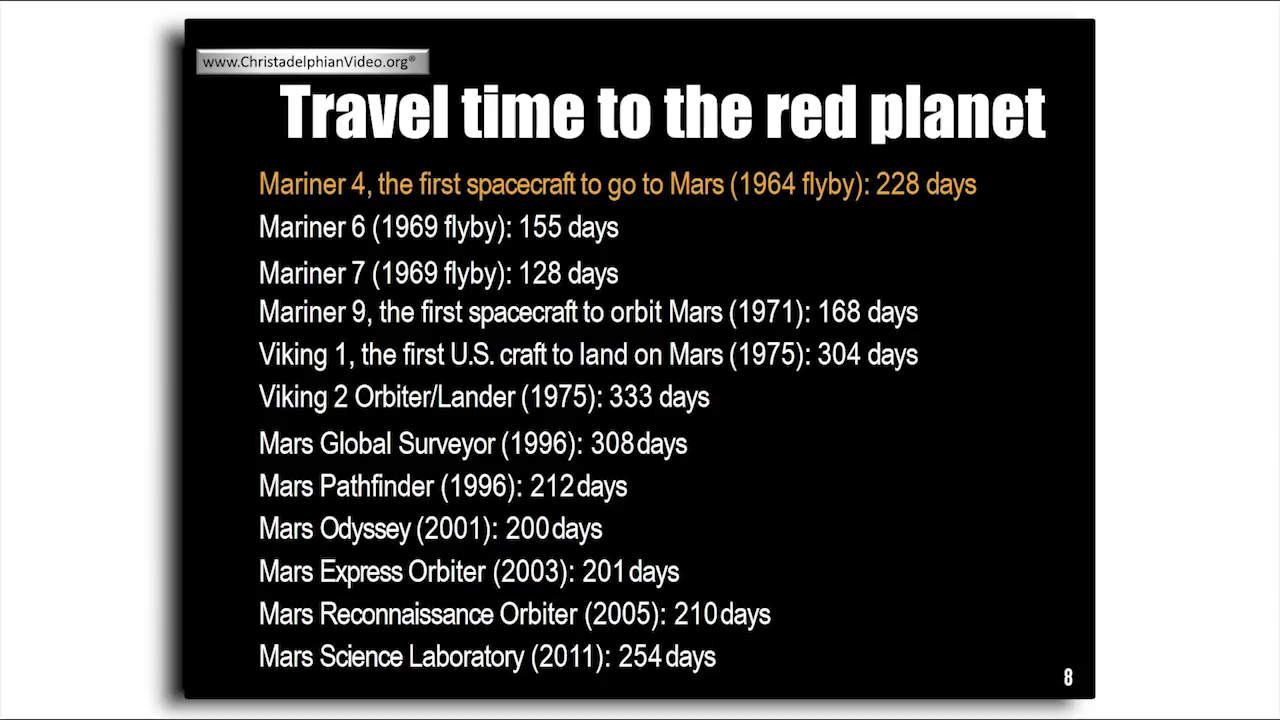 www.ChristadelphianVideo.org®
Travel time to the red planet
Mariner 4, the first spacecraft to go to Mars (1964 flyby): 228 days
Mariner 6 (1969 flyby): 155 days
Mariner 7 (1969 flyby): 128 days
Mariner 9, the first spacecraft to orbit Mars (1971): 168 days
Viking 1, the first U.S. craft to land on Mars (1975): 304 days
Viking 2 Orbiter/Lander (1975): 333 days
Mars Global Surveyor (1996): 308 days
Mars Pathfinder (1996): 212 days
Mars Odyssey (2001): 200 days
Mars Express Orbiter (2003): 201 days
Mars Reconnaissance Orbiter (2005): 210 days
Mars Science Laboratory (2011): 254 days
8